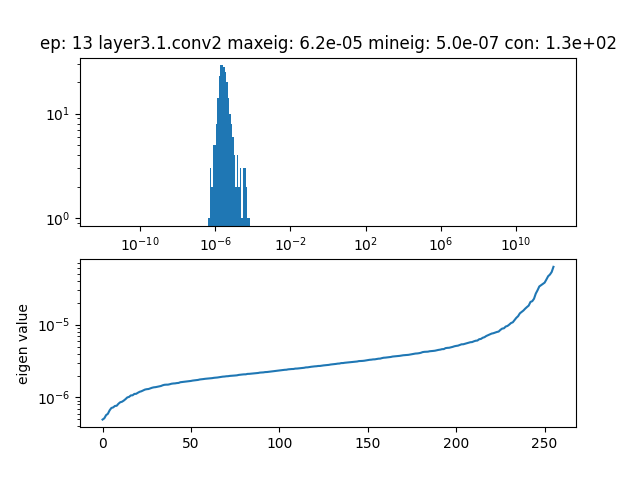 ep: 13 layer3.1.conv2 maxeig: 6.2e-05 mineig: 5.0e-07 con: 1.3e+02
10¹
10⁰
10⁻¹⁰ 10⁻⁶ 10⁻² 10² 10⁶ 10¹⁰
eigen value
10⁻⁵
10⁻⁶
0 50 100 150 200 250